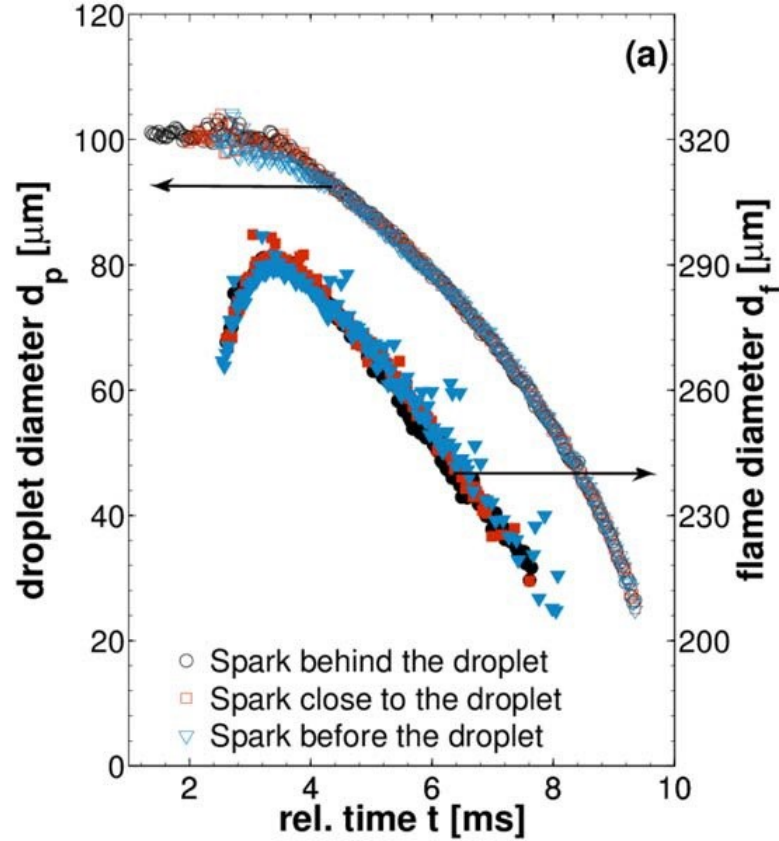 (a)
120
100
80
60
40
20
0
droplet diameter d_p [μm]
320
290
260
230
200
flame diameter d_f [μm]
Spark behind the droplet
Spark close to the droplet
Spark before the droplet
2 4 6 8 10
rel. time t [ms]